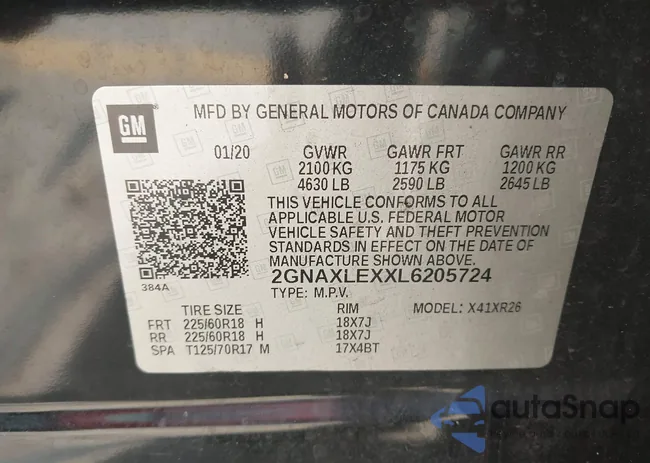 GM
MFD BY GENERAL MOTORS OF CANADA COMPANY
01/20 GVWR GAWR FRT GAWR RR
2100 KG 1175 KG 1200 KG
4630 LB 2590 LB 2645 LB
THIS VEHICLE CONFORMS TO ALL
APPLICABLE U.S. FEDERAL MOTOR
VEHICLE SAFETY AND THEFT PREVENTION
STANDARDS IN EFFECT ON THE DATE OF
MANUFACTURE SHOWN ABOVE.
384A
2GNAXLEXXL6205724
TYPE: M.P.V.
TIRE SIZE RIM MODEL: X41XR26
FRT 225/60R18 H 18X7J
RR 225/60R18 H 18X7J
SPA T125/70R17 M 17X4BT
autaSnap